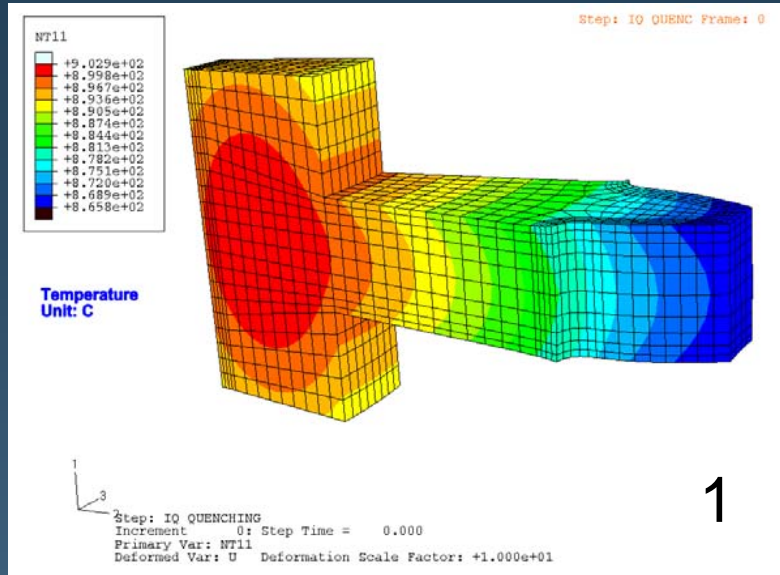 Step: IQ QUENC Frame: 0
NT11
+9.029e+02
+8.998e+02
+8.967e+02
+8.936e+02
+8.905e+02
+8.874e+02
+8.844e+02
+8.813e+02
+8.782e+02
+8.751e+02
+8.720e+02
+8.689e+02
+8.658e+02
Temperature
Unit: C
1
3
2
1
Step: IQ QUENCHING
Increment 0: Step Time = 0.000
Primary Var: NT11
Deformed Var: U Deformation Scale Factor: +1.000e+01